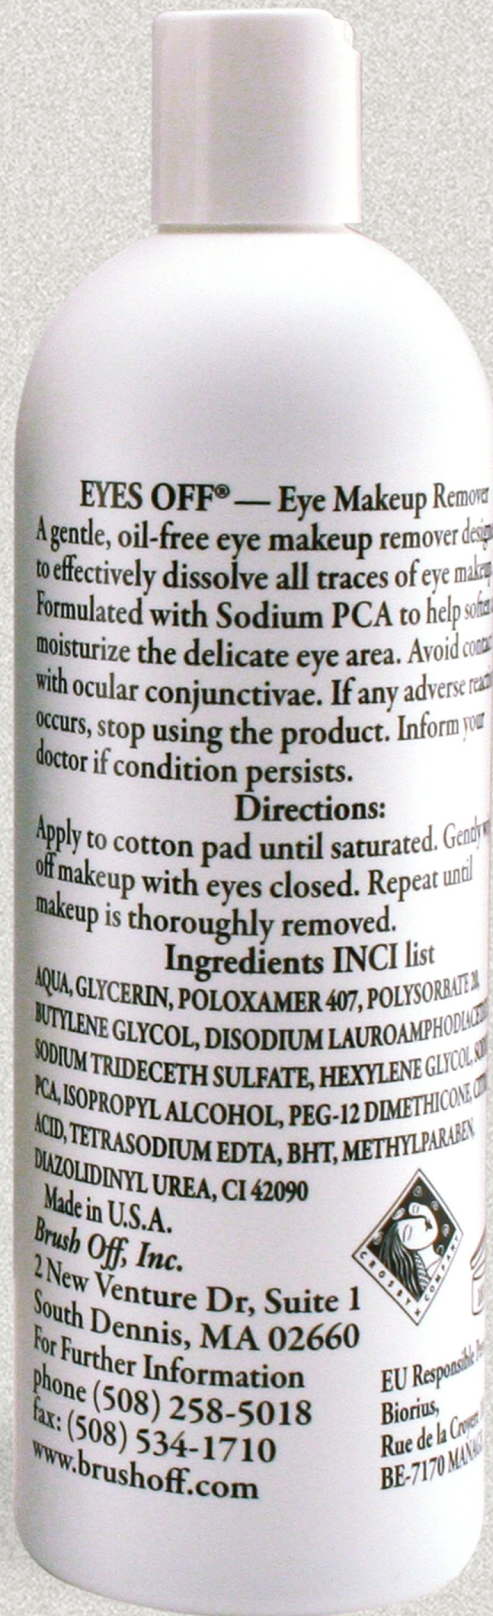 EYES OFF® — Eye Makeup Remover
A gentle, oil-free eye makeup remover
to effectively dissolve all traces of eye
Formulated with Sodium PCA to help
moisturize the delicate eye area. Avoid
with ocular conjunctivae. If any adverse
occurs, stop using the product. Inform your
doctor if condition persists.
Directions:
Apply to cotton pad until saturated. Gently
off makeup with eyes closed. Repeat until
makeup is thoroughly removed.
Ingredients INCI list
AQUA, GLYCERIN, POLOXAMER 407, POLYSORBATE 20,
BUTYLENE GLYCOL, DISODIUM
SODIUM TRIDECETH SULFATE, HEXYLENE GLYCOL,
PCA, ISOPROPYL ALCOHOL, PEG-12 DIMETHICONE,
ACID, TETRASODIUM EDTA, BHT, METHYLPARABEN,
DIAZOLIDINYL UREA, CI 42090
Made in U.S.A.
Brush Off, Inc.
2 New Venture Dr, Suite 1
South Dennis, MA 02660
For Further Information
phone (508) 258-5018
fax: (508) 534-1710
www.brushoff.com
CROSBY COMPANY
EU Responsible
Biorius,
Rue de la
BE-7170